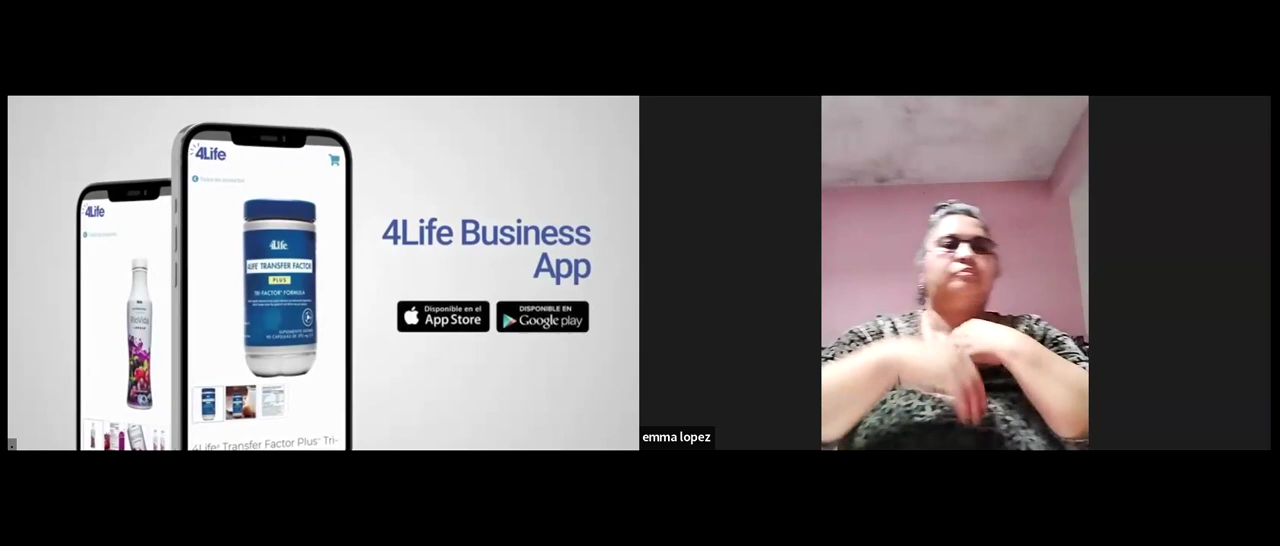 4Life
4Life
4Life
4LIFE TRANSFER FACTOR
PLUS
TRI-FACTOR® FORMULA
4Life® Transfer Factor Plus™ Tri-
4Life Business
App
Disponible en el
App Store
DISPONIBLE EN
Google play
emma lopez